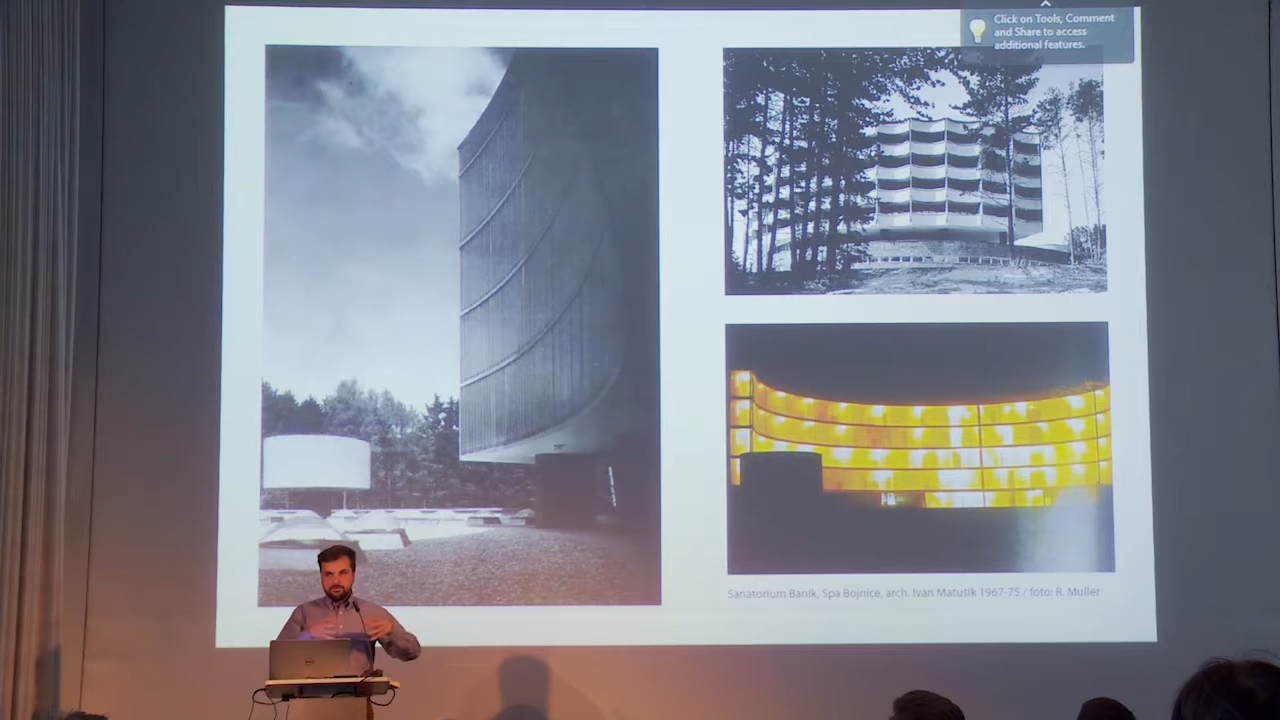 Click on Tools, Comment
and Share to access
additional features.
Sanatorium Baník, Spa Bojnice, arch. Ivan Matušík 1967-75 / foto: R. Muller